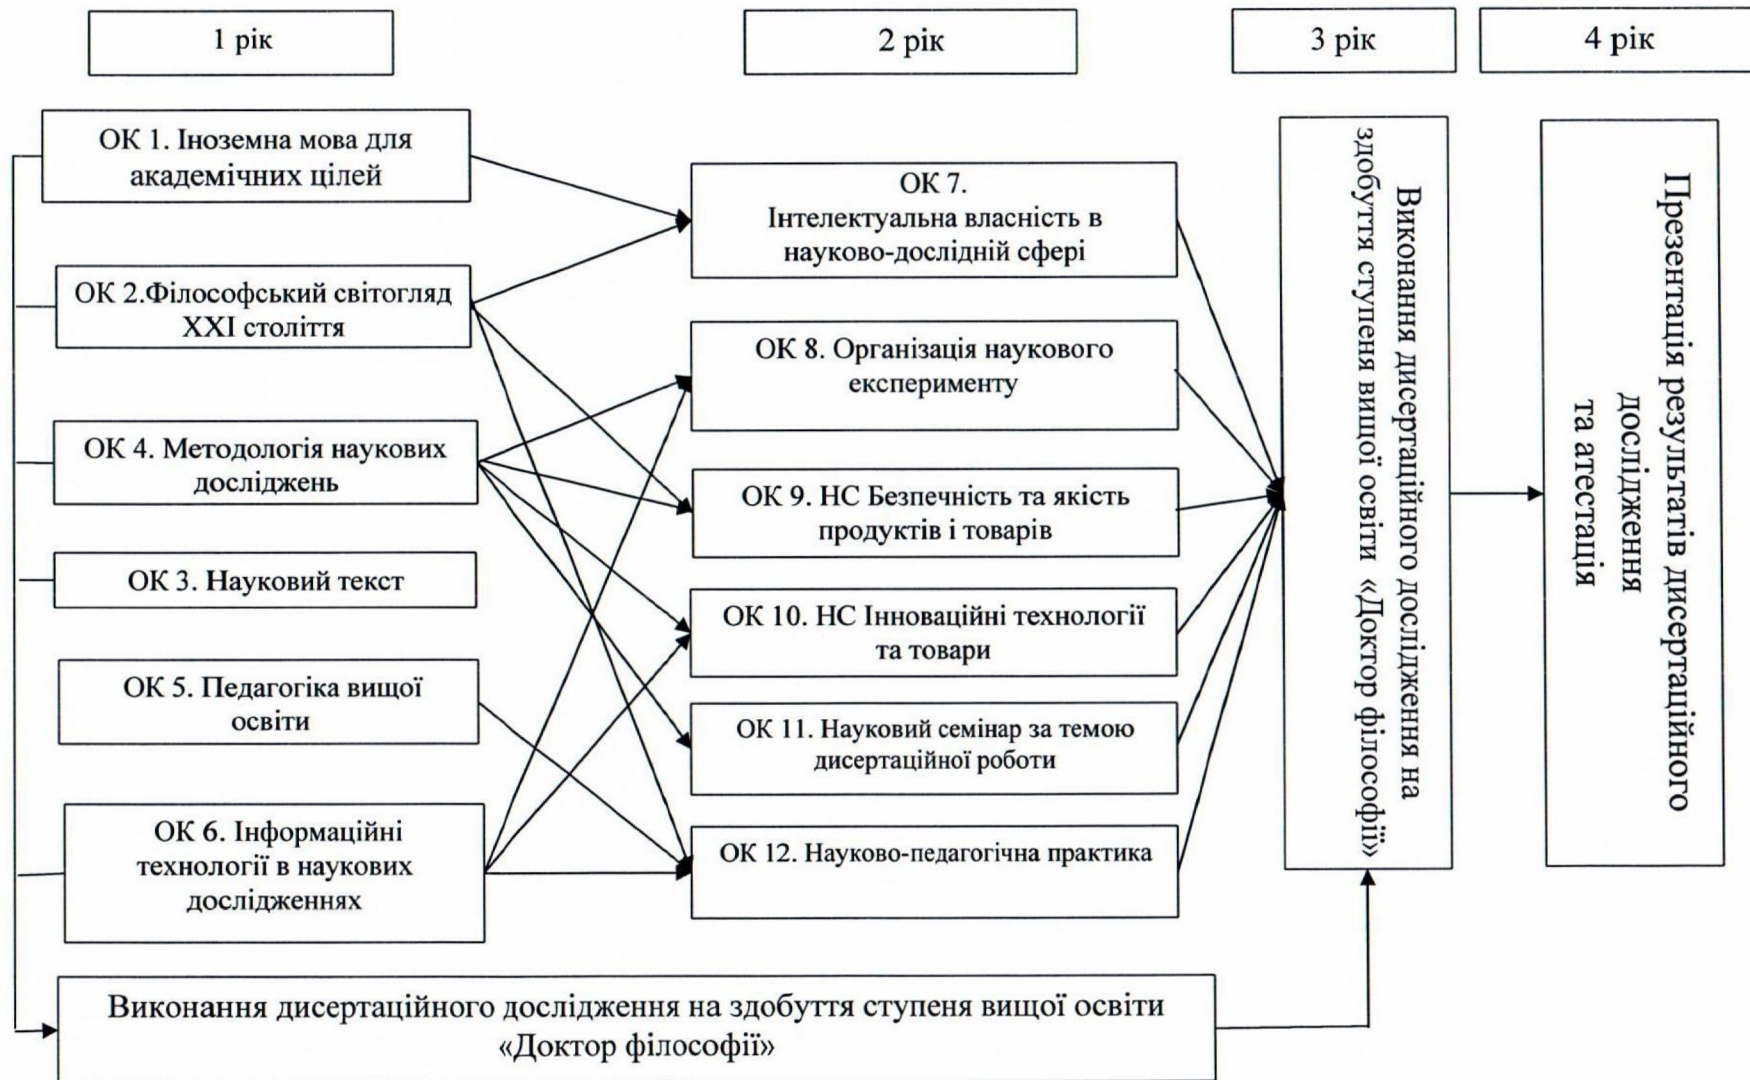 1 рік
2 рік
3 рік
4 рік
ОК 1. Іноземна мова для
академічних цілей
ОК 2.Філософський світогляд
ХХІ століття
ОК 4. Методологія наукових
досліджень
ОК 3. Науковий текст
ОК 5. Педагогіка вищої
освіти
ОК 6. Інформаційні
технології в наукових
дослідженнях
ОК 7.
Інтелектуальна власність в
науково-дослідній сфері
ОК 8. Організація наукового
експерименту
ОК 9. НС Безпечність та якість
продуктів і товарів
ОК 10. НС Інноваційні технології
та товари
ОК 11. Науковий семінар за темою
дисертаційної роботи
ОК 12. Науково-педагогічна практика
Виконання дисертаційного дослідження на
здобуття ступеня вищої освіти «Доктор філософії»
Презентація результатів дисертаційного
дослідження
та атестація
Виконання дисертаційного дослідження на здобуття ступеня вищої освіти
«Доктор філософії»